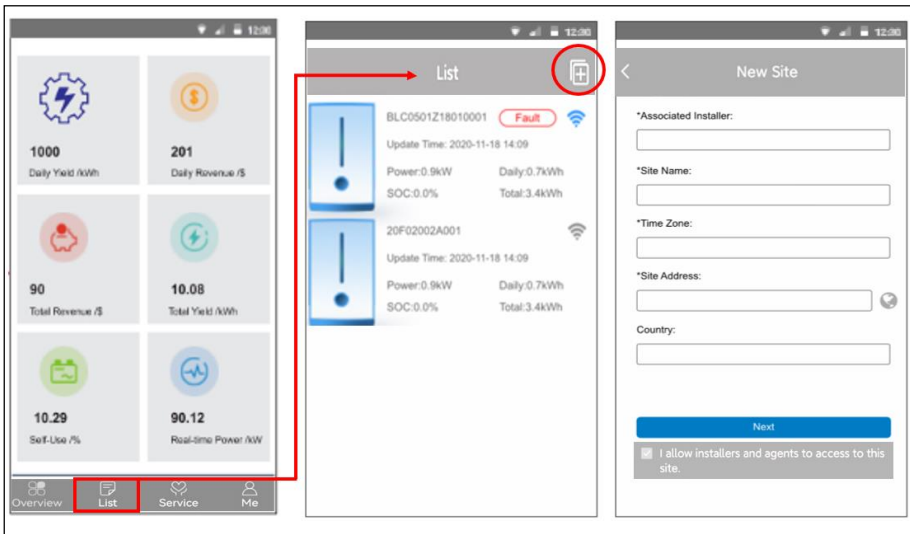 12:00
1000
Daily Yield /kWh
201
Daily Revenue /$
90
Total Revenue /$
10.08
Total Yield /kWh
10.29
Self-Use /%
90.12
Real-time Power /kW
Overview
List
Service
Me
12:00
List
BLC0501Z18010001
Fault
Update Time: 2020-11-18 14:09
Power:0.9kW
Daily:0.7kWh
SOC:0.0%
Total:3.4kWh
20F02002A001
Update Time: 2020-11-18 14:09
Power:0.9kW
Daily:0.7kWh
SOC:0.0%
Total:3.4kWh
12:00
New Site
*Associated Installer:
*Site Name:
*Time Zone:
*Site Address:
Country:
Next
I allow installers and agents to access to this
site.